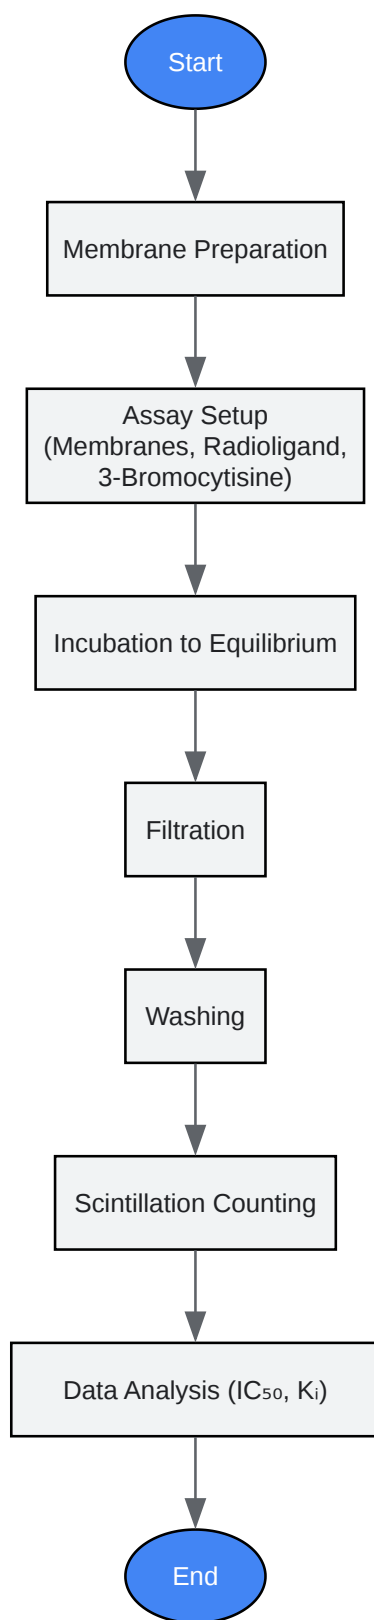 Start
Membrane Preparation
Assay Setup
(Membranes, Radioligand,
3-Bromocytisine)
Incubation to Equilibrium
Filtration
Washing
Scintillation Counting
Data Analysis (IC₅₀, Kᵢ)
End